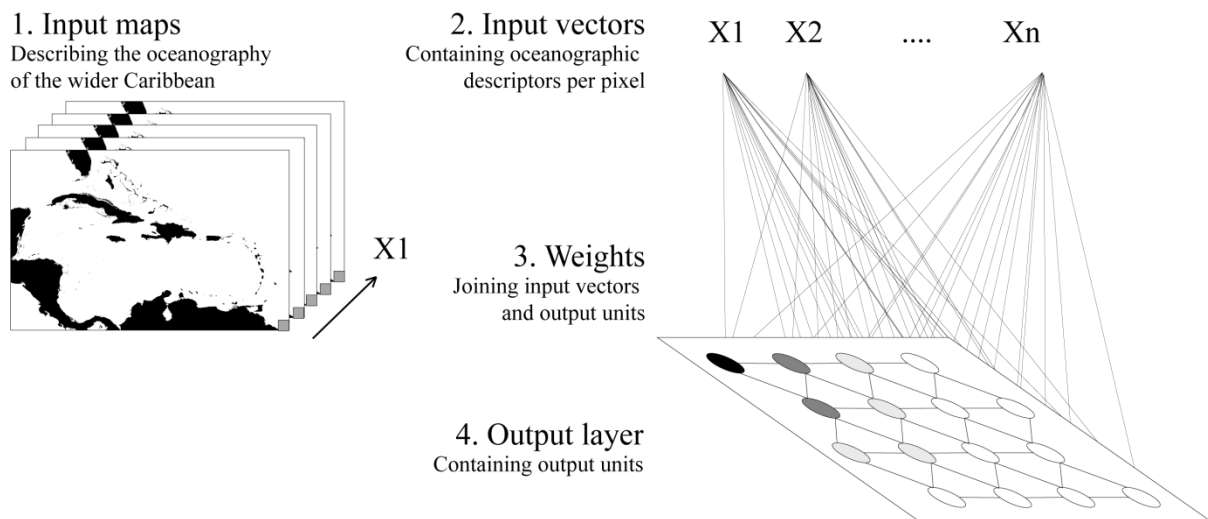 1. Input maps
Describing the oceanography
of the wider Caribbean
X1
2. Input vectors
Containing oceanographic
descriptors per pixel
X1 X2 .... Xn
3. Weights
Joining input vectors
and output units
4. Output layer
Containing output units